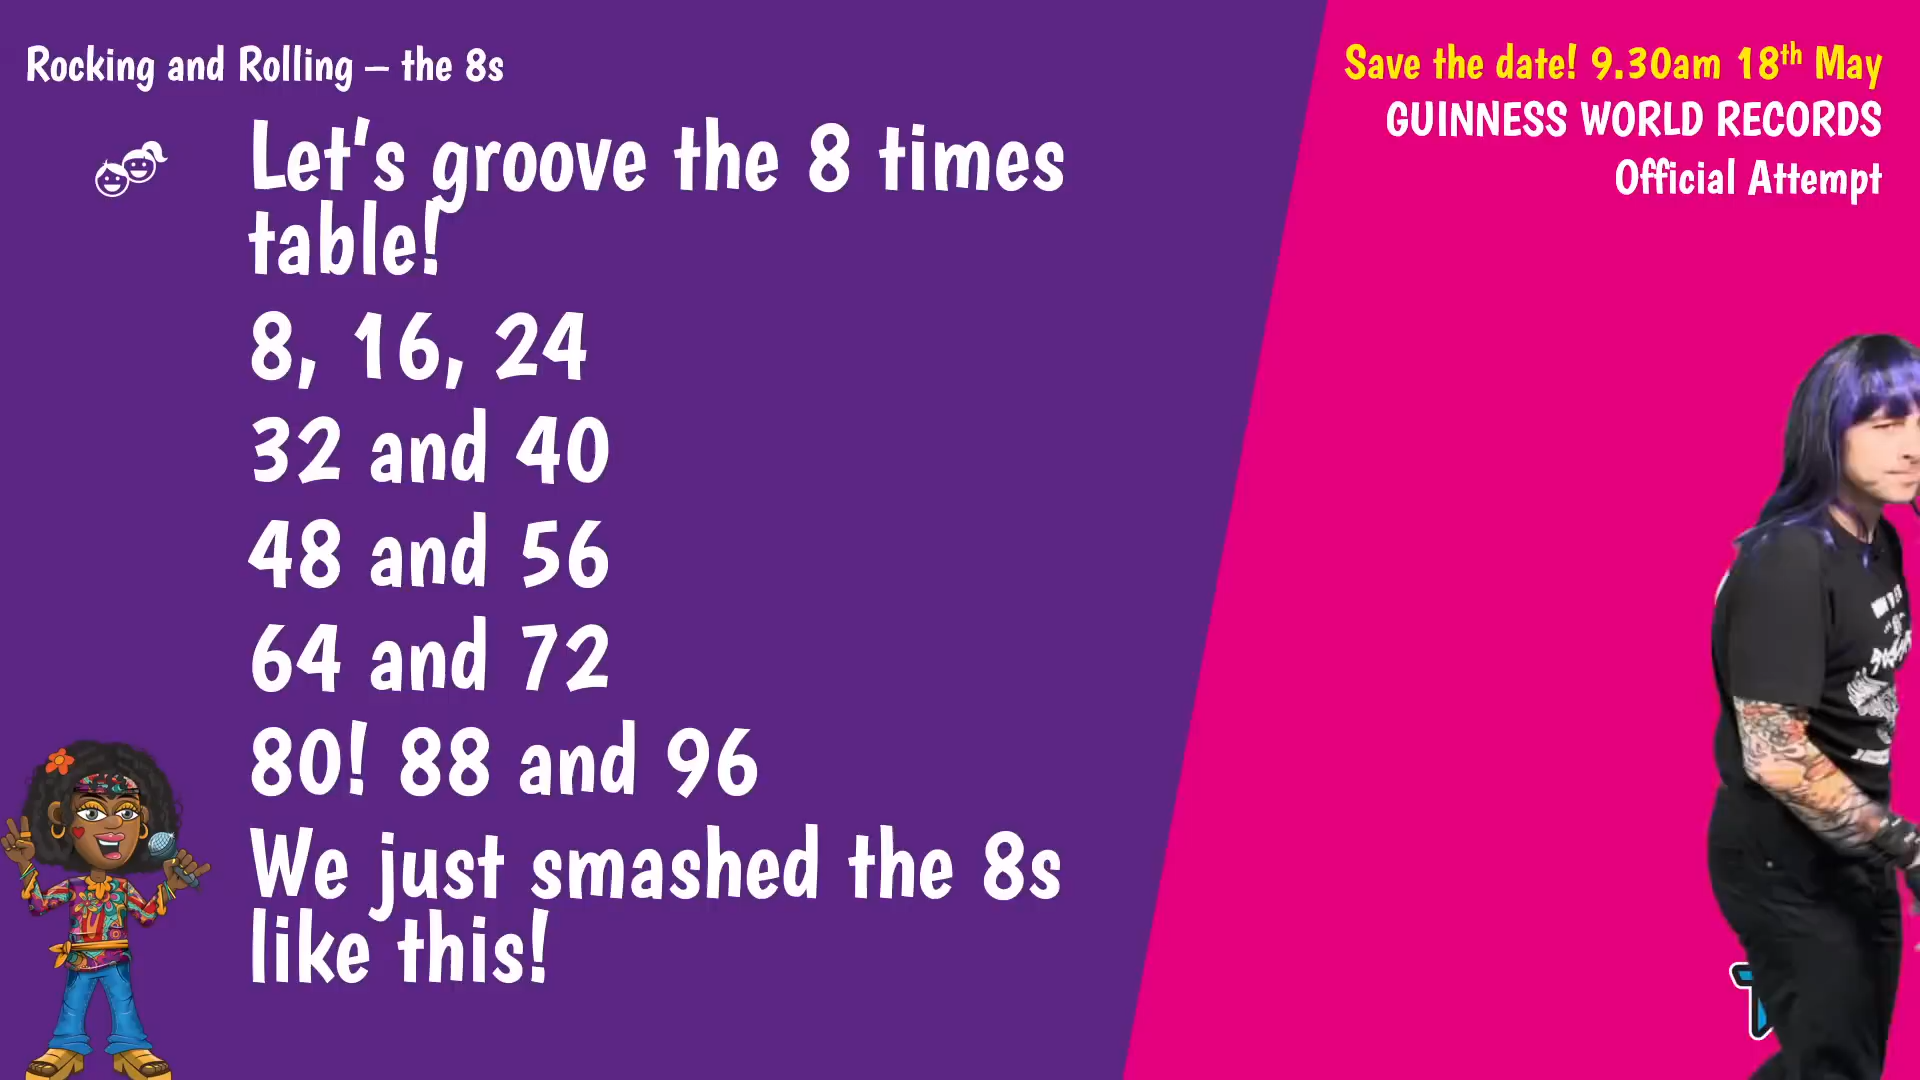 Rocking and Rolling – the 8s
Let's groove the 8 times
table!
8, 16, 24
32 and 40
48 and 56
64 and 72
80! 88 and 96
We just smashed the 8s
like this!
Save the date! 9.30am 18th May
GUINNESS WORLD RECORDS
Official Attempt